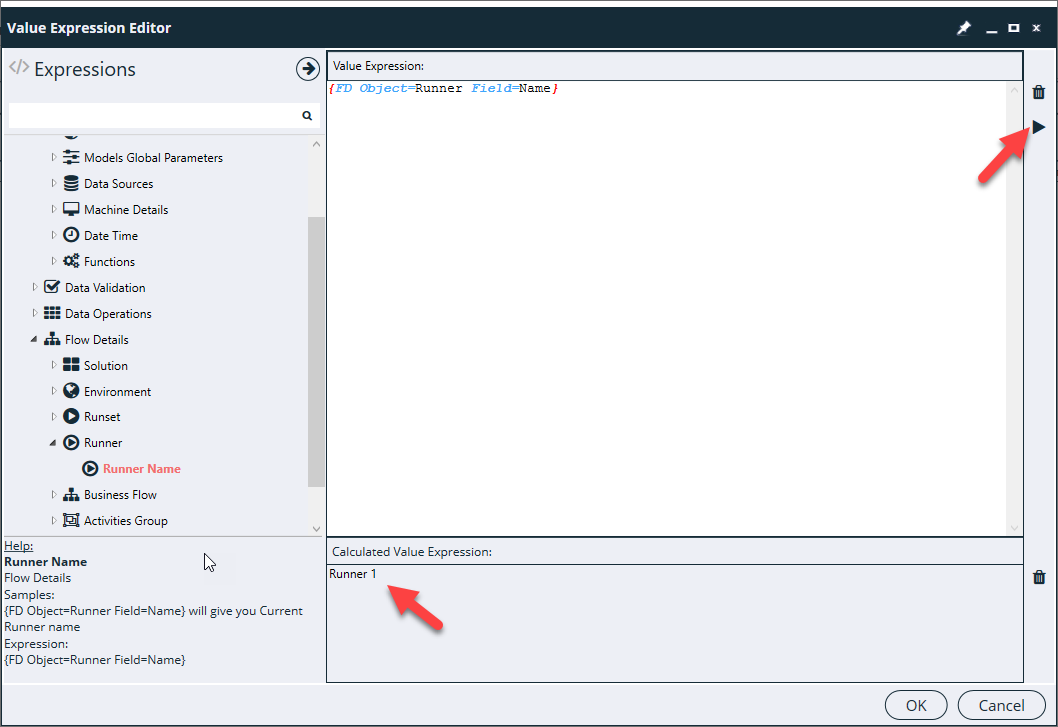 Value Expression Editor
Expressions
Models Global Parameters
Data Sources
Machine Details
Date Time
Functions
Data Validation
Data Operations
Flow Details
Solution
Environment
Runset
Runner
Runner Name
Business Flow
Activities Group
Help:
Runner Name
Flow Details
Samples:
{FD Object=Runner Field=Name} will give you Current
Runner name
Expression:
{FD Object=Runner Field=Name}
Value Expression:
{FD Object=Runner Field=Name}
Calculated Value Expression:
Runner 1
OK
Cancel